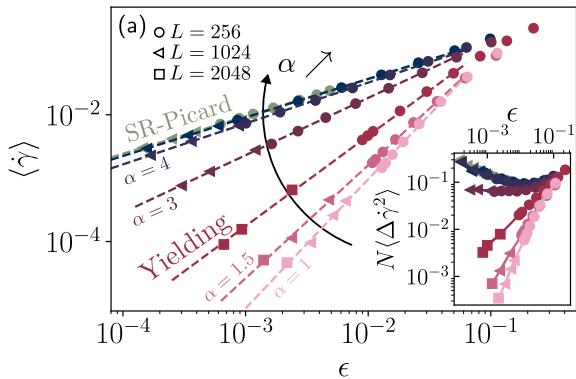 (a)
L = 256
L = 1024
L = 2048
α ↗
SR-Picard
α = 4
α = 3
Yielding
α = 1.5
α = 1
⟨γ̇⟩
10⁻²
10⁻⁴
10⁻⁴
10⁻³
10⁻²
10⁻¹
ϵ
ϵ
10⁻³
10⁻¹
N⟨Δγ̇²⟩
10⁻¹
10⁻²
10⁻³